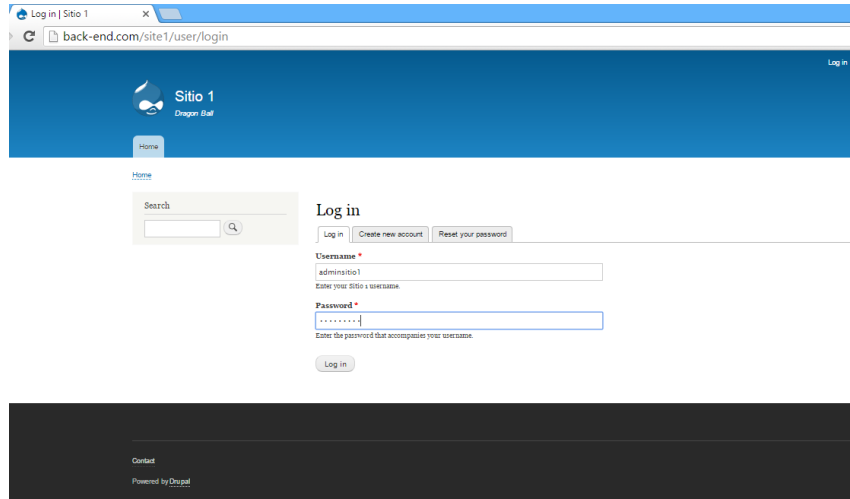 Log in | Sitio 1
back-end.com/site1/user/login
Log in
Sitio 1
Dragon Ball
Home
Home
Search
Log in
Log in Create new account Reset your password
Username *
adminsitio1
Enter your Sitio 1 username.
Password *
·········
Enter the password that accompanies your username.
Log in
Contact
Powered by Drupal